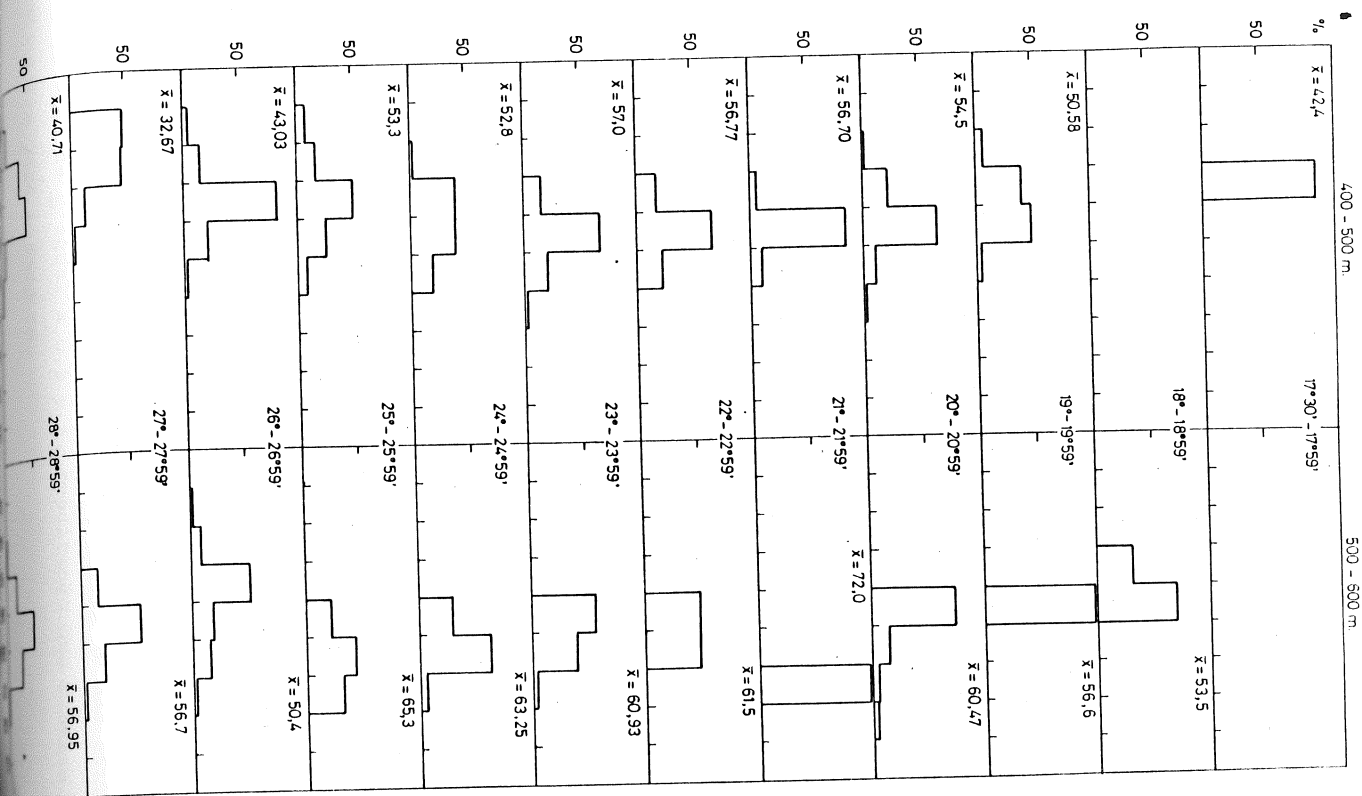 400 - 500 m. 500 - 600 m.
%
x̄ = 42,4 17°30' - 17°59'
50
18° - 18°59' x̄ = 53,5
50
x̄ = 50,58 19° - 19°59' x̄ = 56,6
50
x̄ = 54,5 20° - 20°59' x̄ = 60,47
50
x̄ = 56,70 21° - 21°59' x̄ = 72,0
50
x̄ = 56.77 22° - 22°59' x̄ = 61,5
50
x̄ = 57,0 23° - 23°59' x̄ = 60,93
50
x̄ = 52,8 24° - 24°59' x̄ = 63.25
50
x̄ = 53,3 25° - 25°59' x̄ = 65,3
50
x̄ = 43,03 26° - 26°59' x̄ = 50,4
50
x̄ = 32,67 27° - 27°59' x̄ = 56.7
50
x̄ = 40,71 28° - 28°59' x̄ = 56.95
50